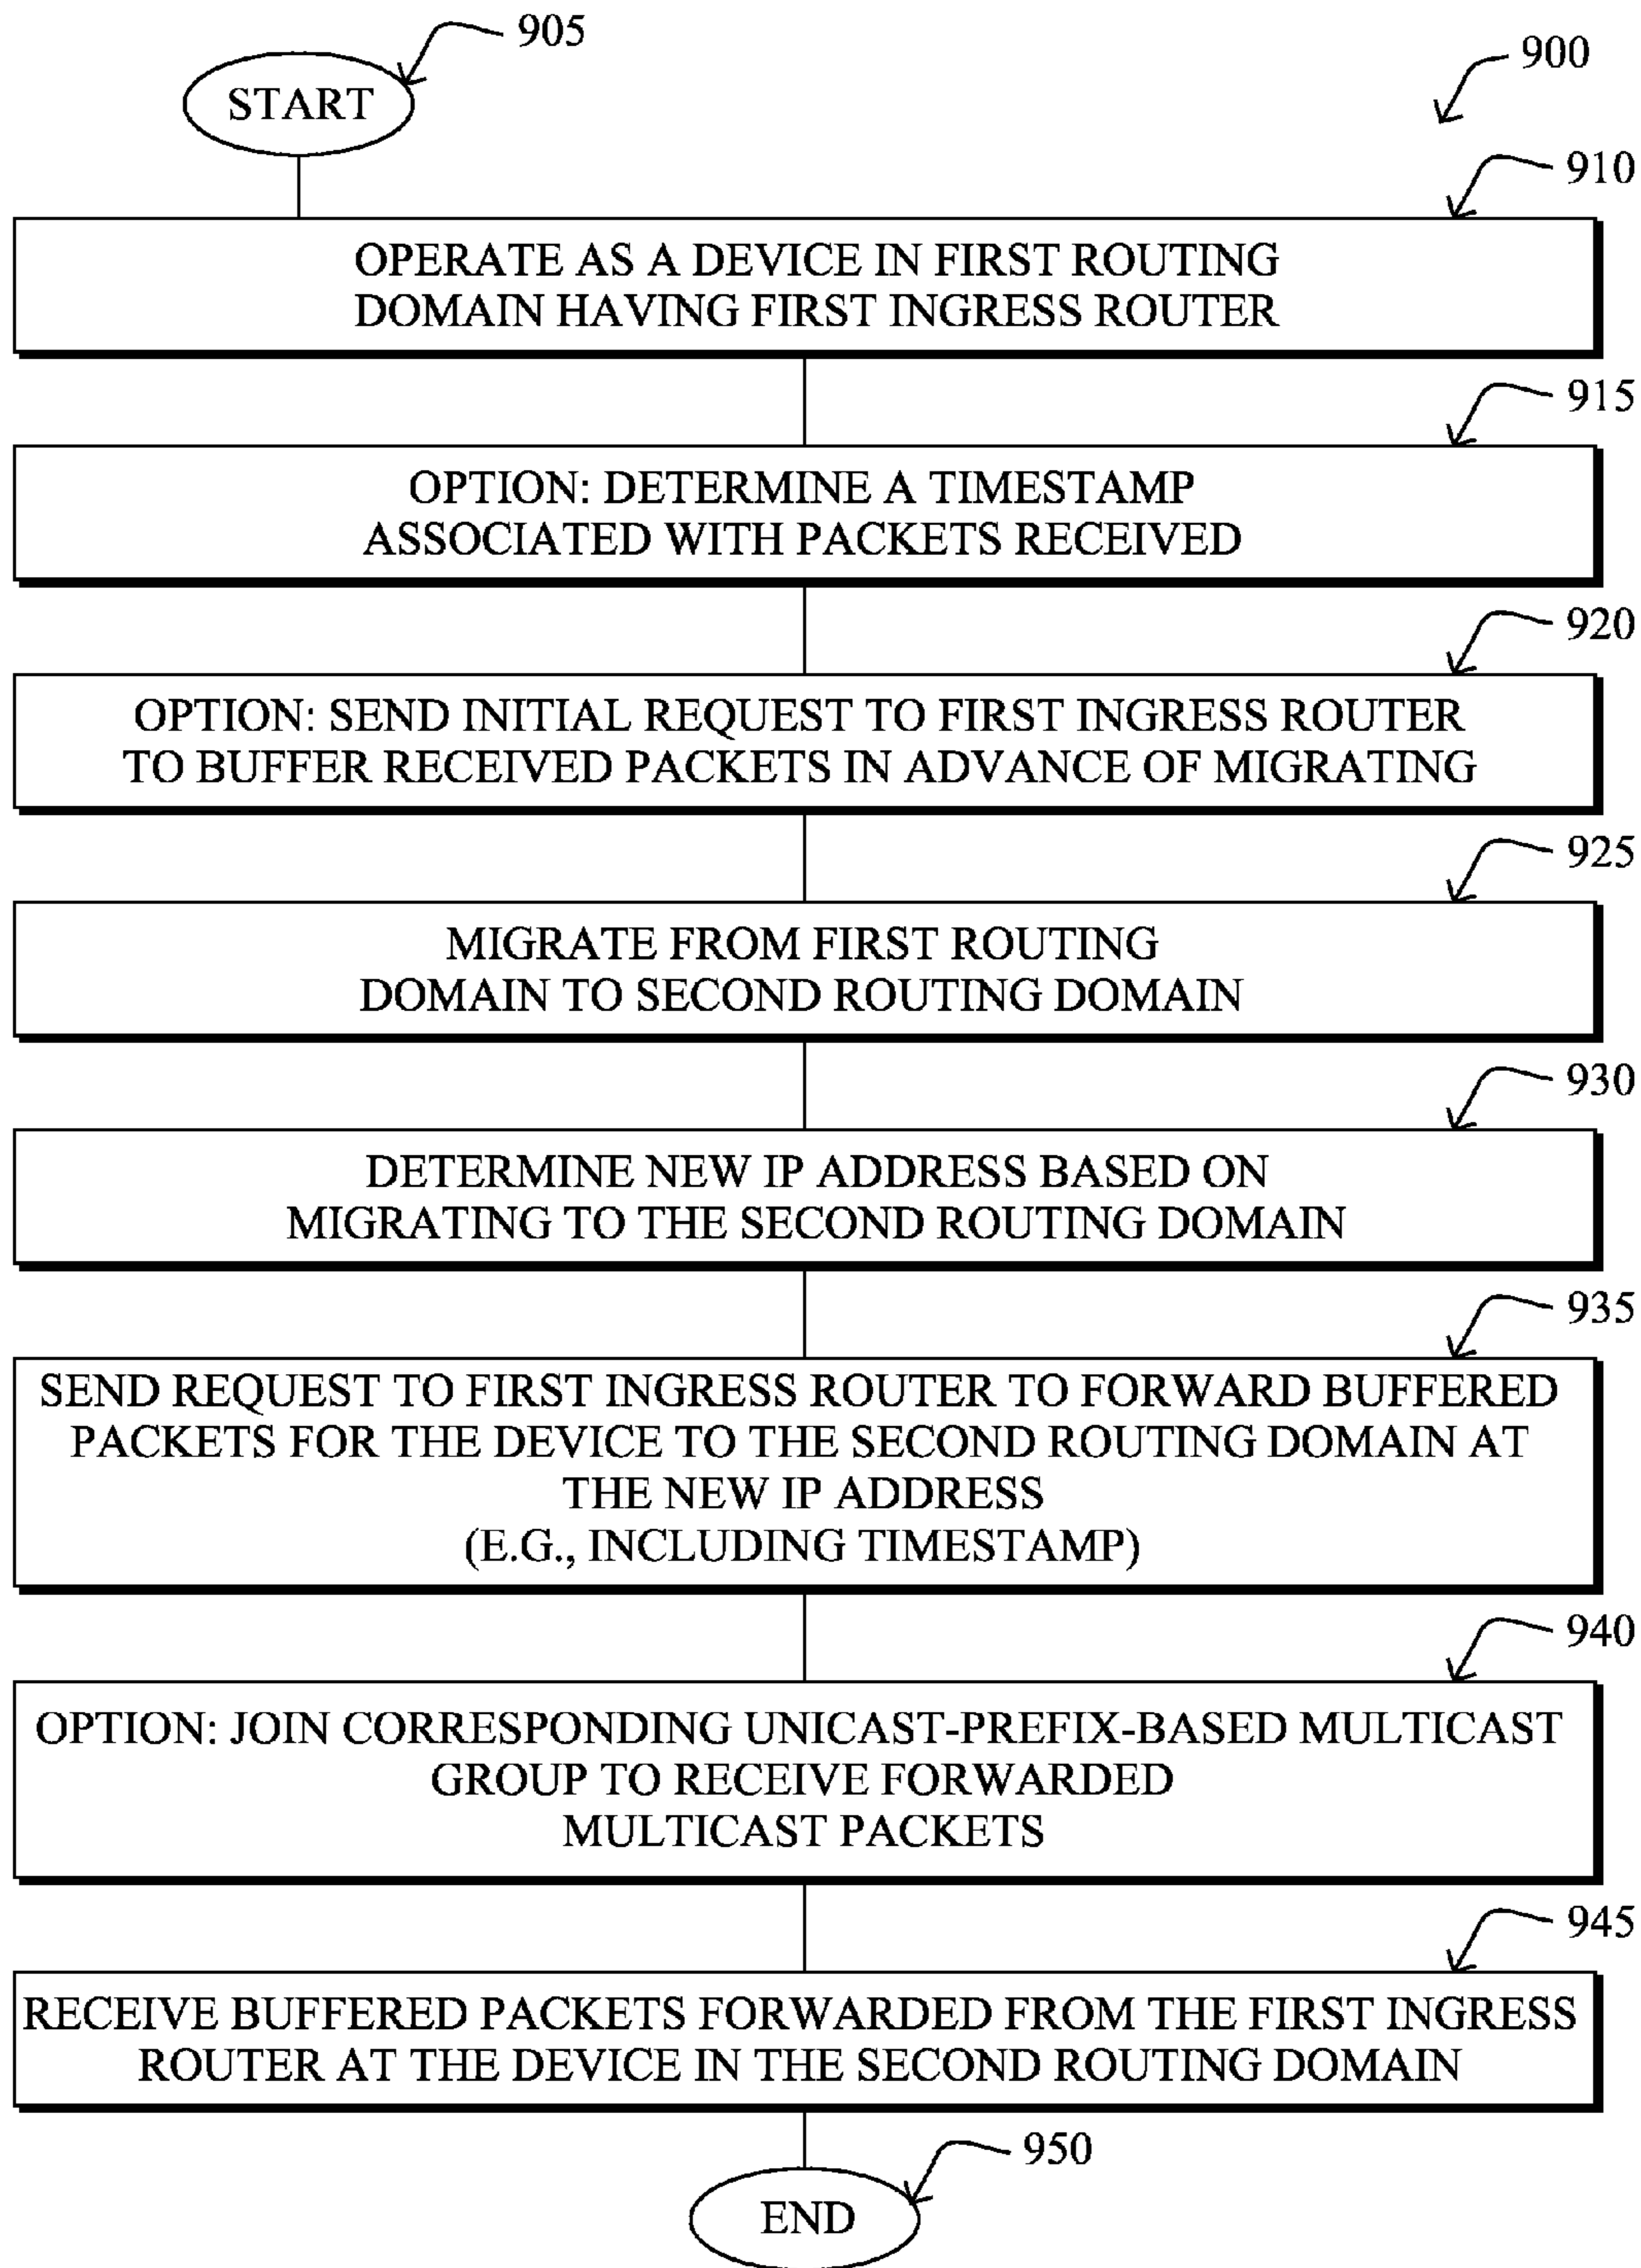 905
START
900
910
OPERATE AS A DEVICE IN FIRST ROUTING
DOMAIN HAVING FIRST INGRESS ROUTER
915
OPTION: DETERMINE A TIMESTAMP
ASSOCIATED WITH PACKETS RECEIVED
920
OPTION: SEND INITIAL REQUEST TO FIRST INGRESS ROUTER
TO BUFFER RECEIVED PACKETS IN ADVANCE OF MIGRATING
925
MIGRATE FROM FIRST ROUTING
DOMAIN TO SECOND ROUTING DOMAIN
930
DETERMINE NEW IP ADDRESS BASED ON
MIGRATING TO THE SECOND ROUTING DOMAIN
935
SEND REQUEST TO FIRST INGRESS ROUTER TO FORWARD BUFFERED
PACKETS FOR THE DEVICE TO THE SECOND ROUTING DOMAIN AT
THE NEW IP ADDRESS
(E.G., INCLUDING TIMESTAMP)
940
OPTION: JOIN CORRESPONDING UNICAST-PREFIX-BASED MULTICAST
GROUP TO RECEIVE FORWARDED
MULTICAST PACKETS
945
RECEIVE BUFFERED PACKETS FORWARDED FROM THE FIRST INGRESS
ROUTER AT THE DEVICE IN THE SECOND ROUTING DOMAIN
950
END